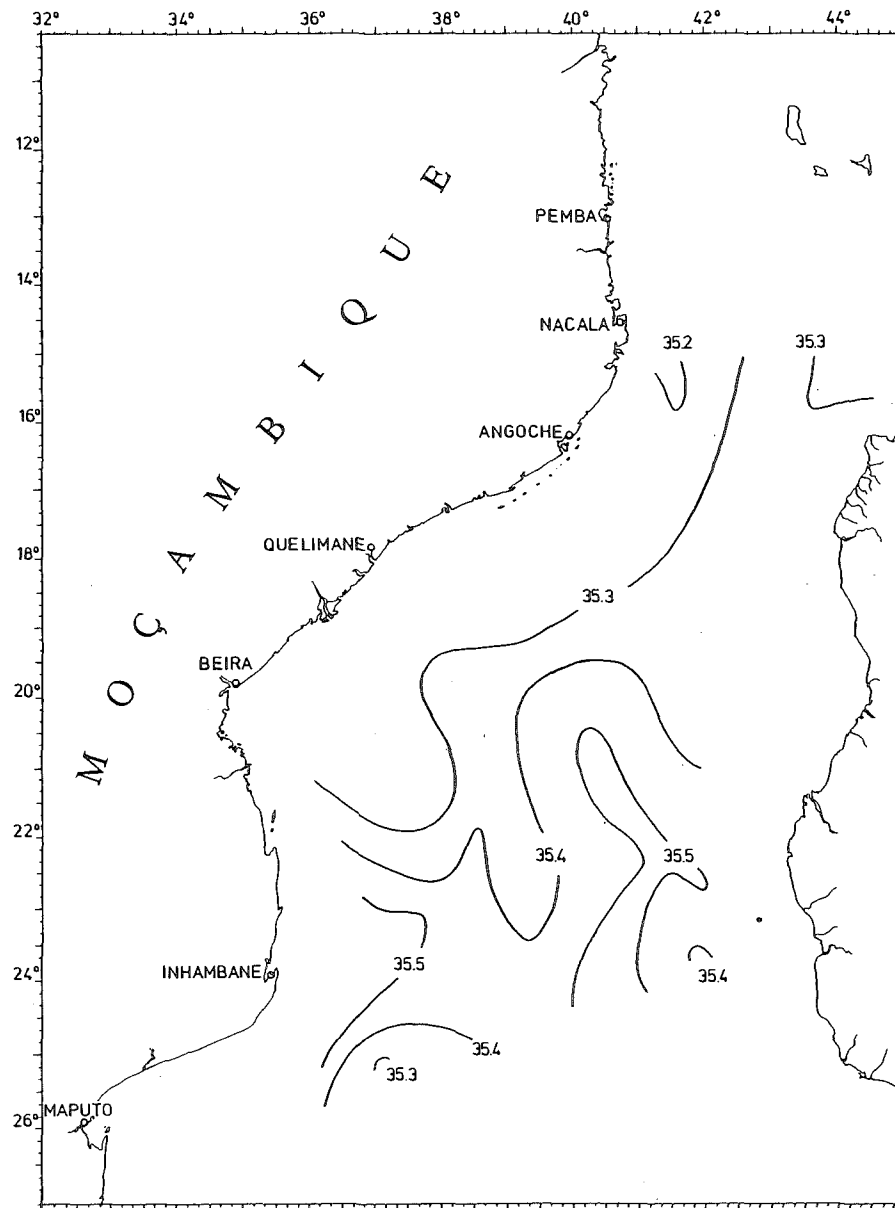 32° 34° 36° 38° 40° 42° 44°
12°
PEMBA
14°
NACALA
35.2
35.3
16°
ANGOCHE
QUELIMANE
18°
35.3
BEIRA
20°
MOÇAMBIQUE
22°
35.4
35.5
INHAMBANE
35.5
24°
35.4
35.4
35.3
MAPUTO
26°